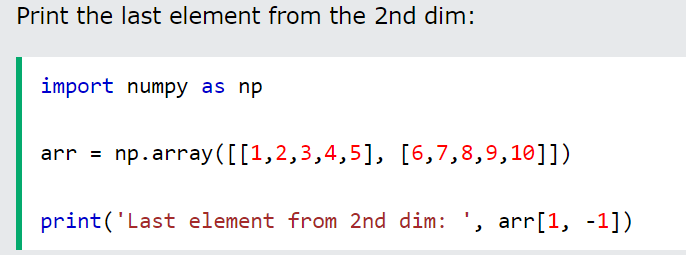 Print the last element from the 2nd dim:
import numpy as np
arr = np.array([[1,2,3,4,5], [6,7,8,9,10]])
print('Last element from 2nd dim: ', arr[1, -1])